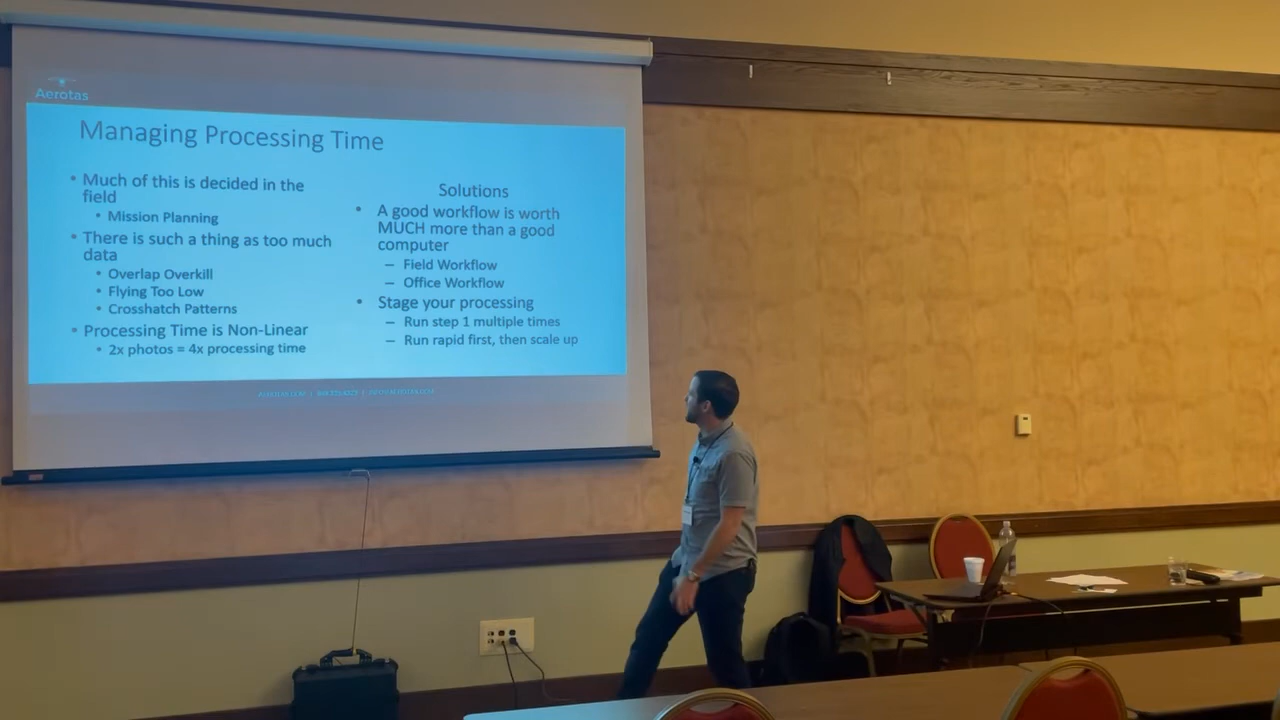 Aerotas
Managing Processing Time
• Much of this is decided in the
field
• Mission Planning
• There is such a thing as too much
data
• Overlap Overkill
• Flying Too Low
• Crosshatch Patterns
• Processing Time is Non-Linear
• 2x photos = 4x processing time
Solutions
• A good workflow is worth
MUCH more than a good
computer
– Field Workflow
– Office Workflow
• Stage your processing
– Run step 1 multiple times
– Run rapid first, then scale up